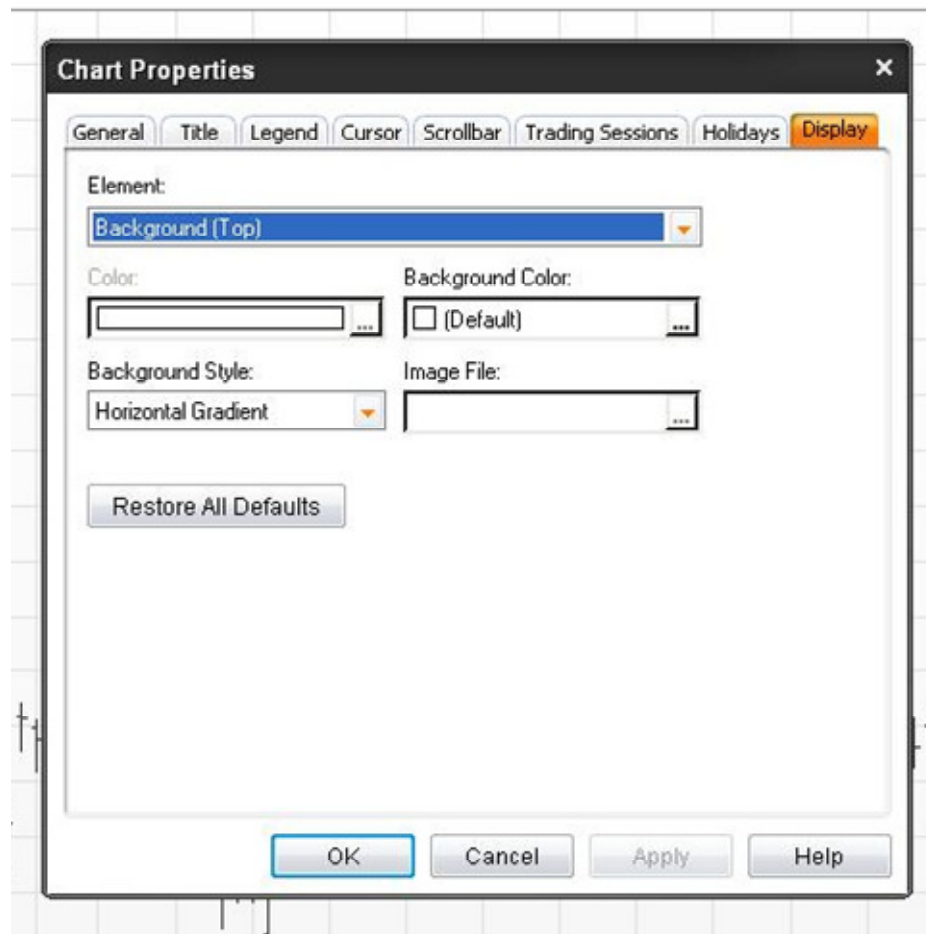 Chart Properties
General Title Legend Cursor Scrollbar Trading Sessions Holidays Display
Element:
Background (Top)
Color: Background Color:
... (Default) ...
Background Style: Image File:
Horizontal Gradient ...
Restore All Defaults
OK Cancel Apply Help